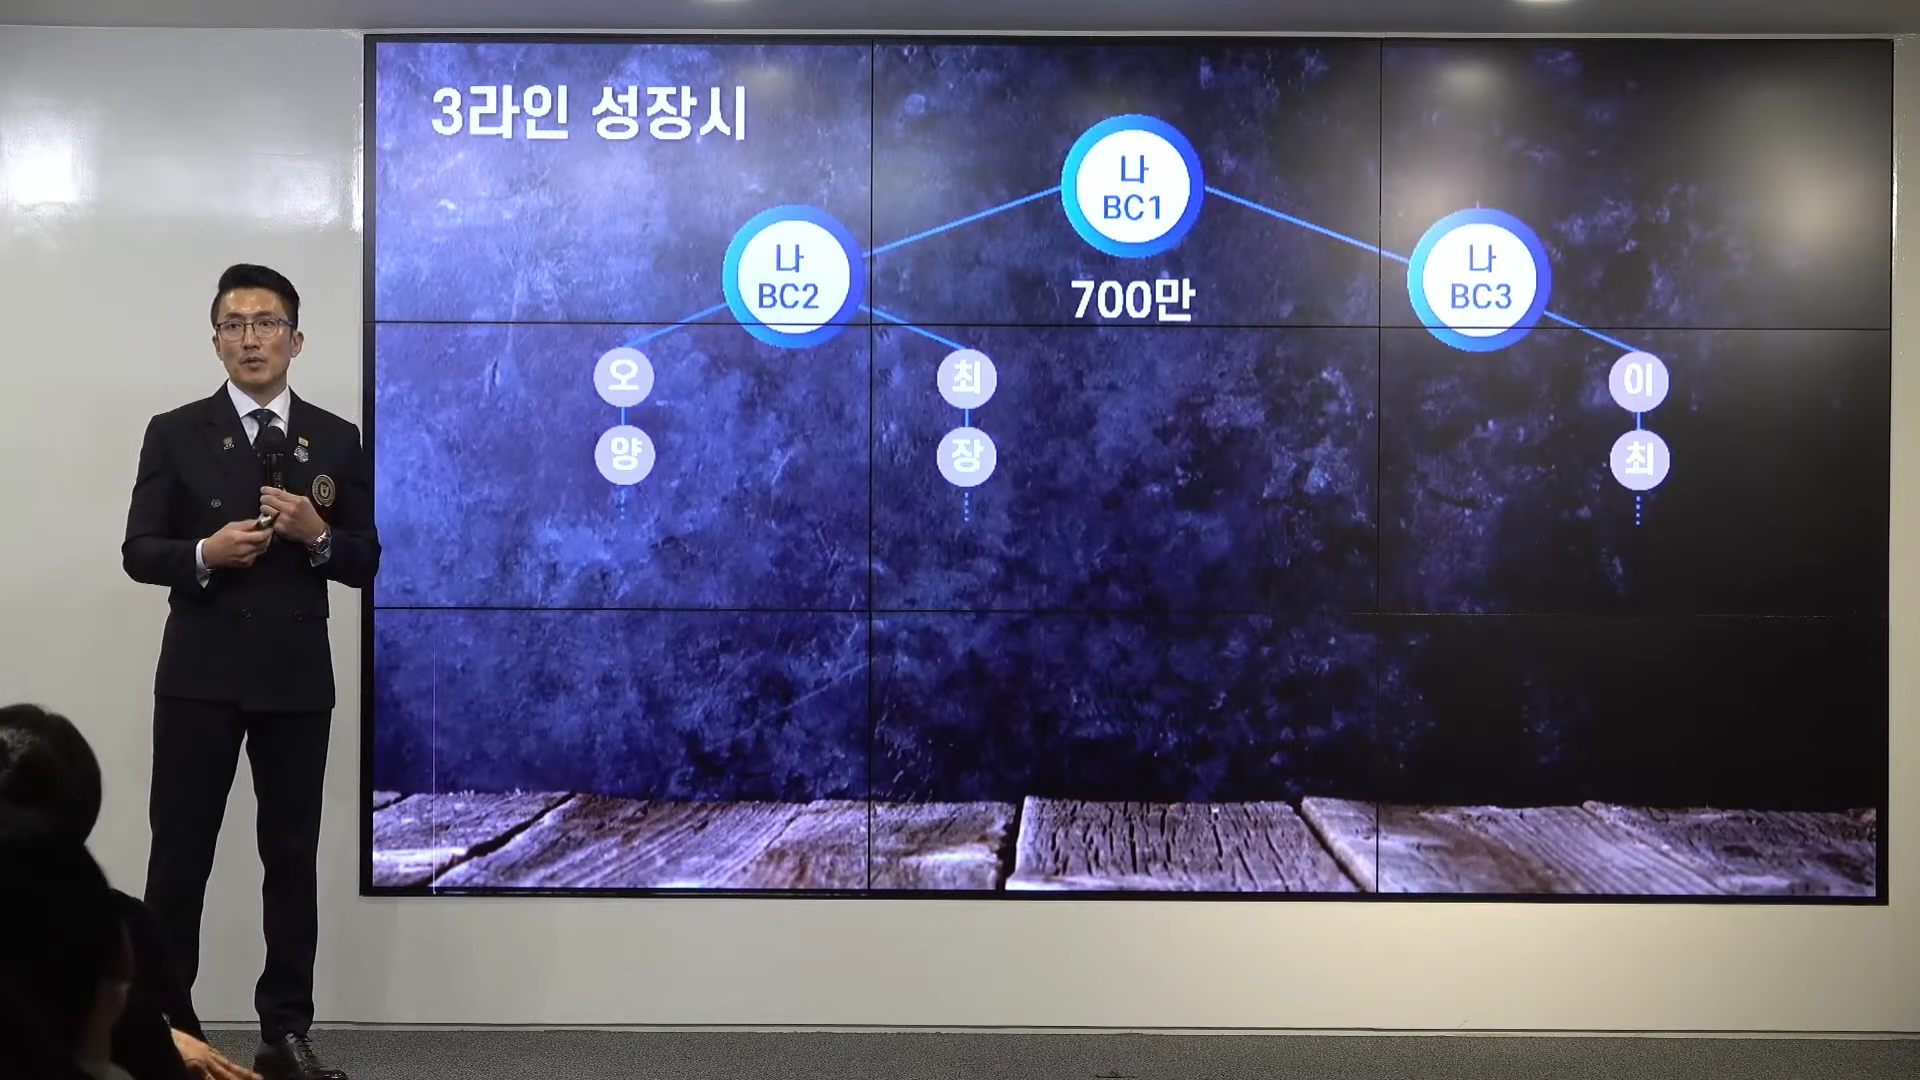 3라인 성장시
나
BC1
나
BC2
나
BC3
700만
오
최
이
양
장
최